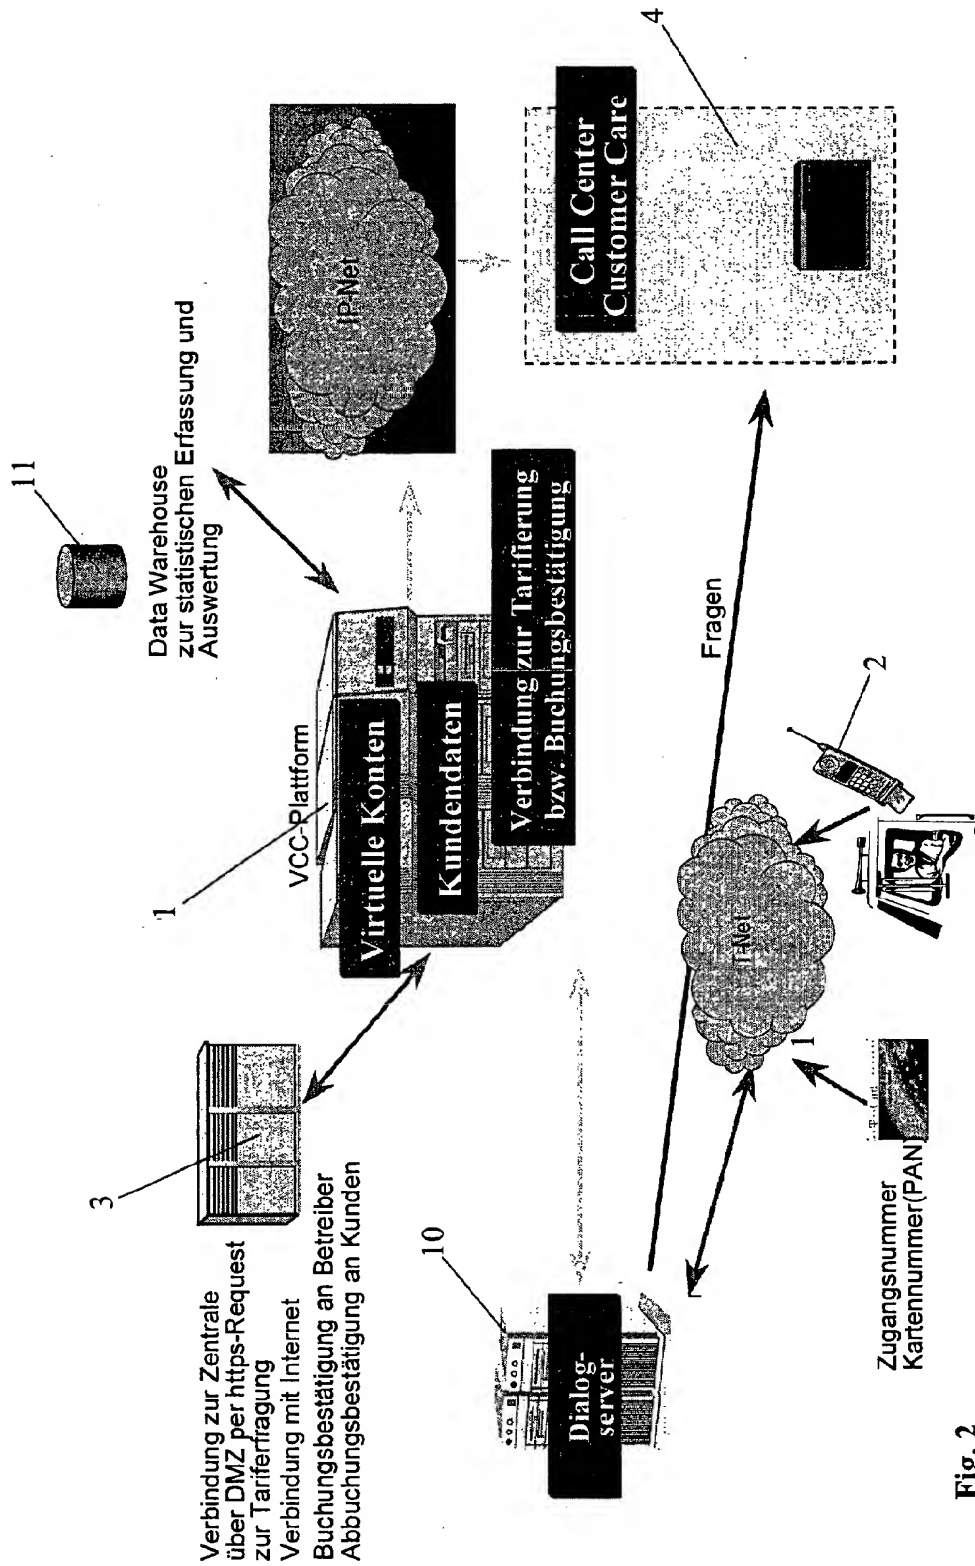 Verbindung zur Zentrale
über DMZ per https-Request
zur Tariferfragung
Verbindung mit Internet
Buchungsbestätigung an Betreiber
Abbuchungsbestätigung an Kunden
3
1
VCC-Plattform
Virtuelle Konten
Kundendaten
Verbindung zur Tarifierung
bzw. Buchungsbestätigung
11
Data Warehouse
zur statistischen Erfassung und
Auswertung
IP-Net
Call Center
Customer Care
4
10
Dialog-
server
Fragen
T-Net
1
2
Zugangsnummer
Kartennummer(PAN)
Fig. 2